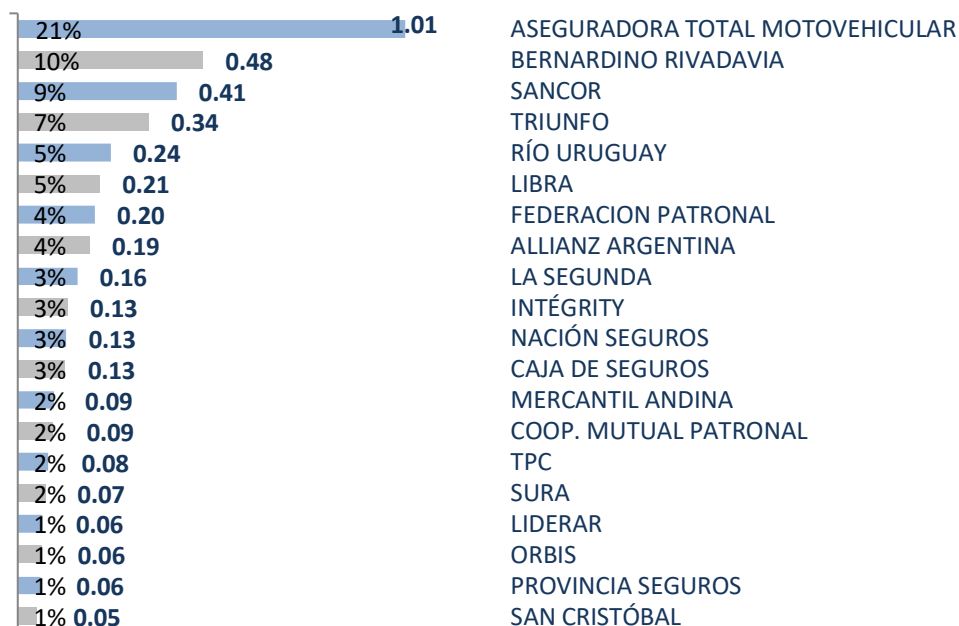 21% 1.01 ASEGURADORA TOTAL MOTOVEHICULAR
10% 0.48 BERNARDINO RIVADAVIA
9% 0.41 SANCOR
7% 0.34 TRIUNFO
5% 0.24 RÍO URUGUAY
5% 0.21 LIBRA
4% 0.20 FEDERACION PATRONAL
4% 0.19 ALLIANZ ARGENTINA
3% 0.16 LA SEGUNDA
3% 0.13 INTÉGRITY
3% 0.13 NACIÓN SEGUROS
3% 0.13 CAJA DE SEGUROS
2% 0.09 MERCANTIL ANDINA
2% 0.09 COOP. MUTUAL PATRONAL
2% 0.08 TPC
2% 0.07 SURA
1% 0.06 LIDERAR
1% 0.06 ORBIS
1% 0.06 PROVINCIA SEGUROS
1% 0.05 SAN CRISTÓBAL